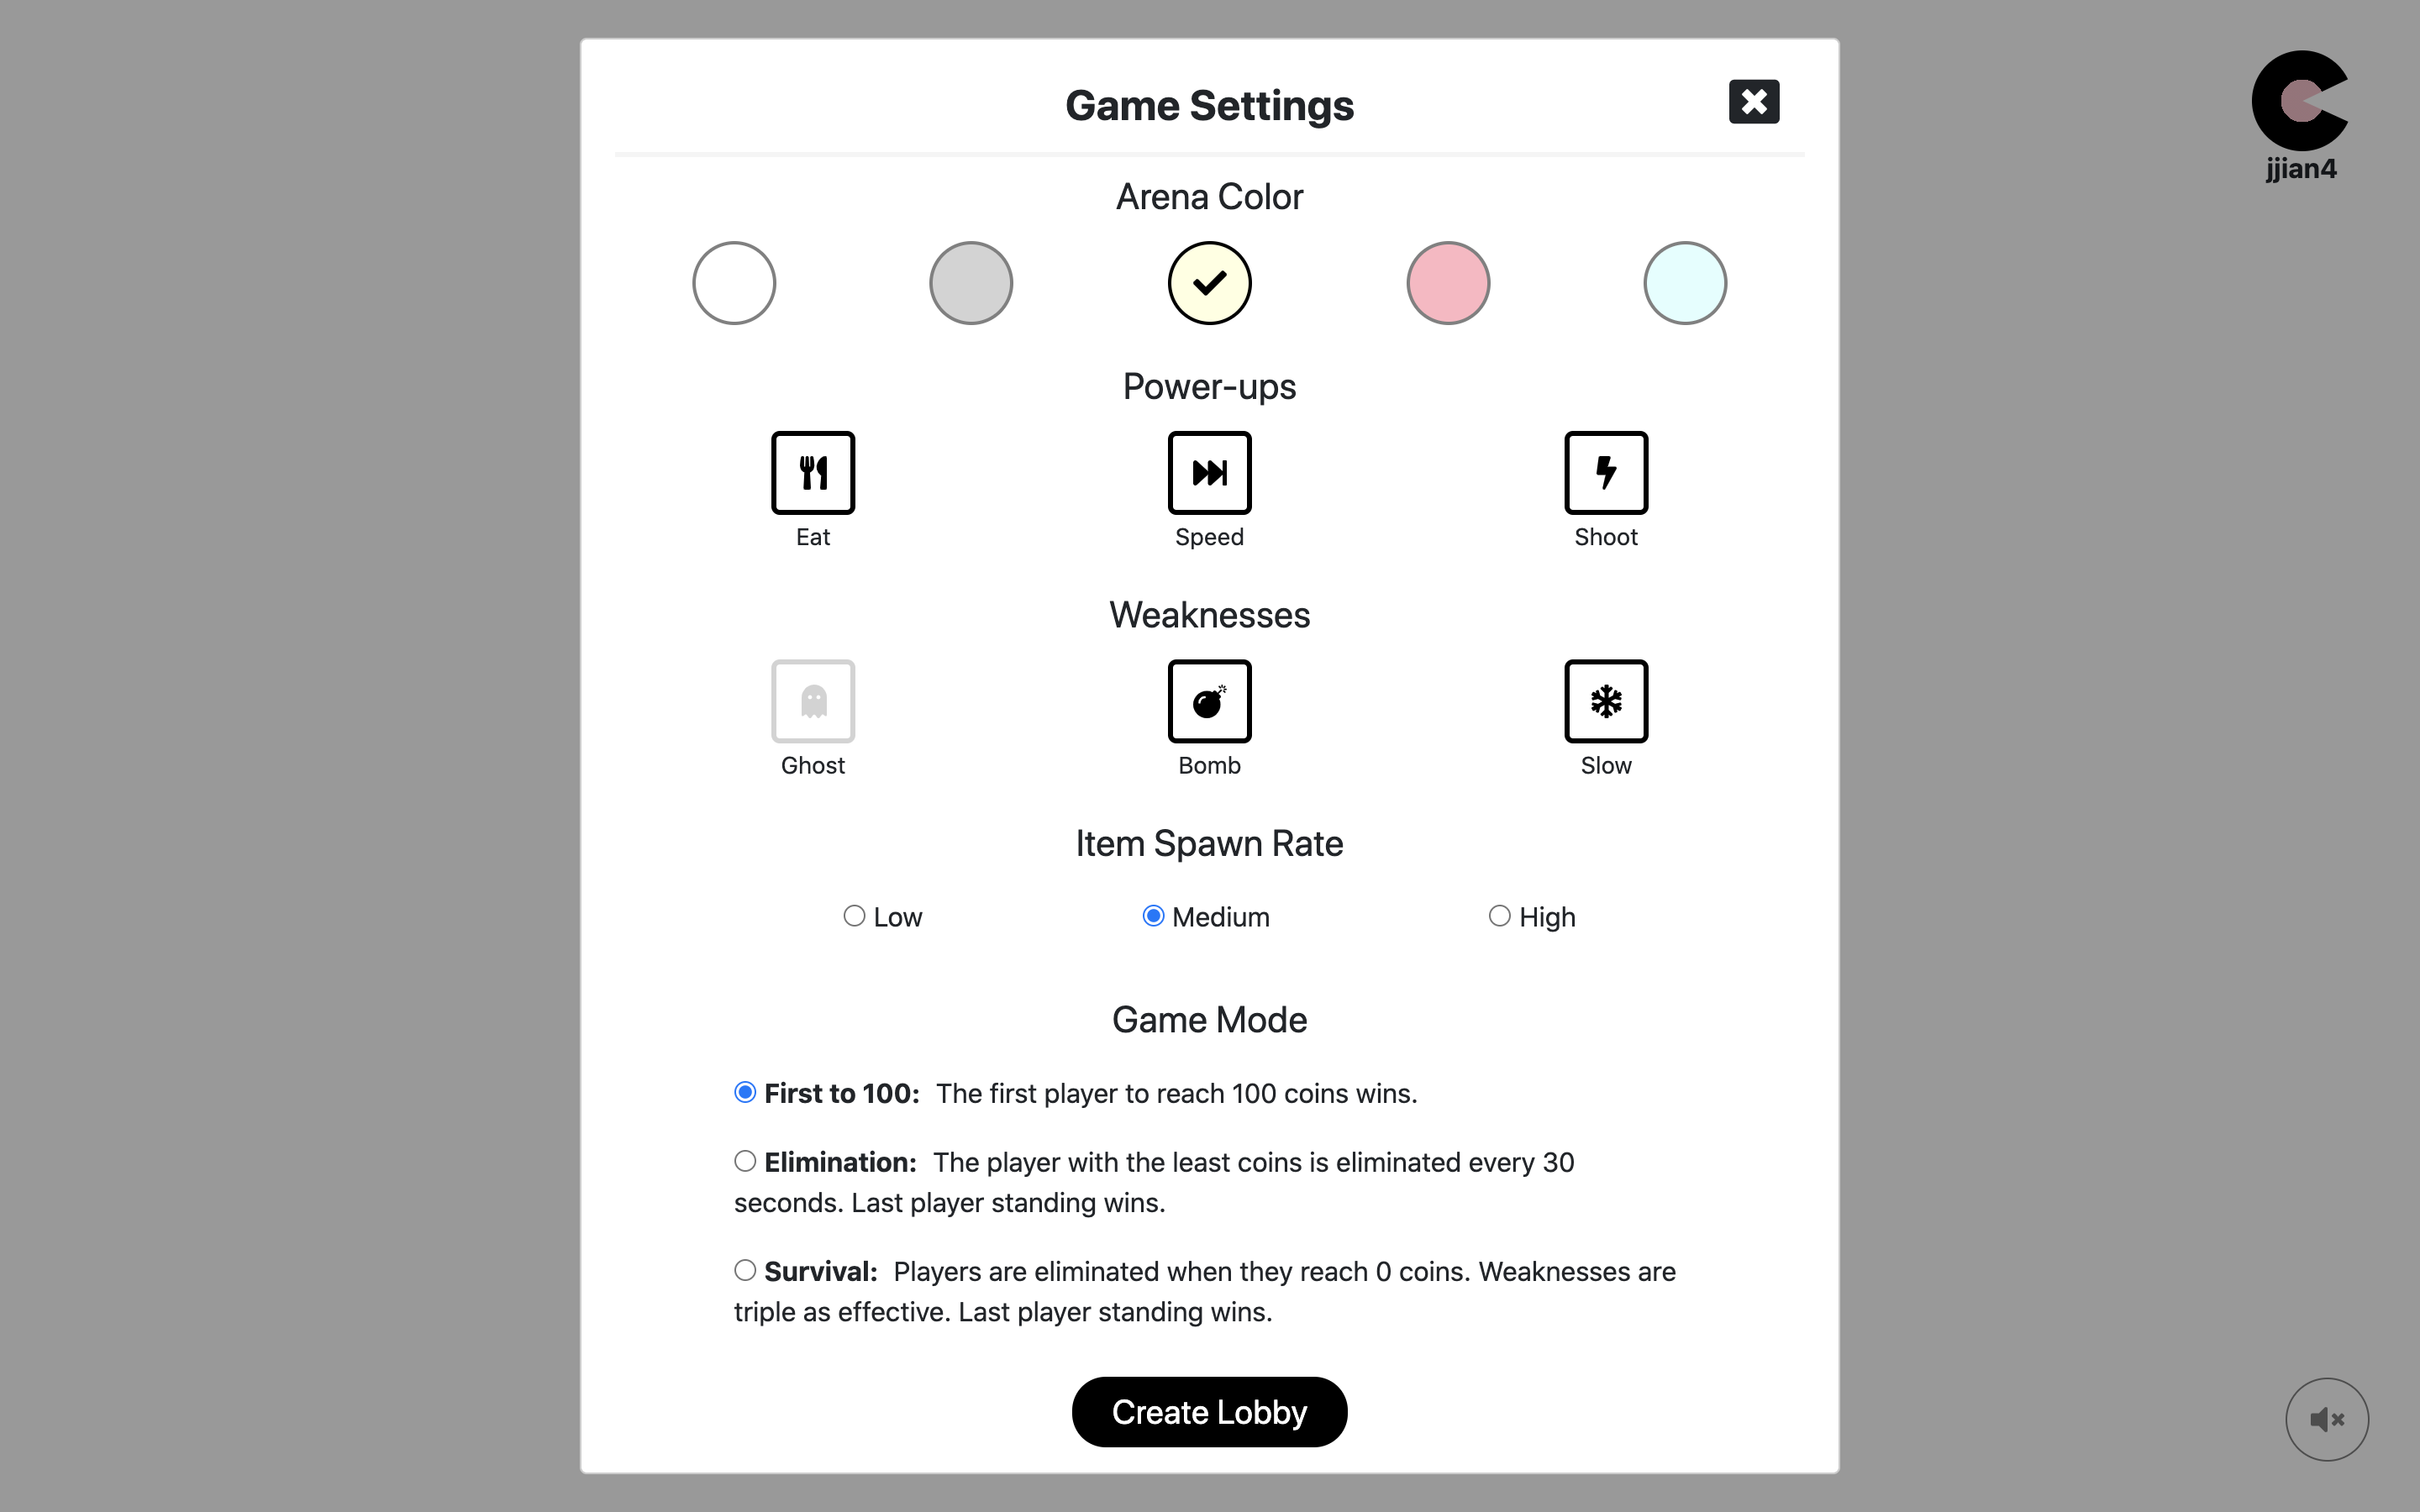 Game Settings
jjian4
Arena Color
Power-ups
Eat
Speed
Shoot
Weaknesses
Ghost
Bomb
Slow
Item Spawn Rate
Low
Medium
High
Game Mode
First to 100: The first player to reach 100 coins wins.
Elimination: The player with the least coins is eliminated every 30
seconds. Last player standing wins.
Survival: Players are eliminated when they reach 0 coins. Weaknesses are
triple as effective. Last player standing wins.
Create Lobby